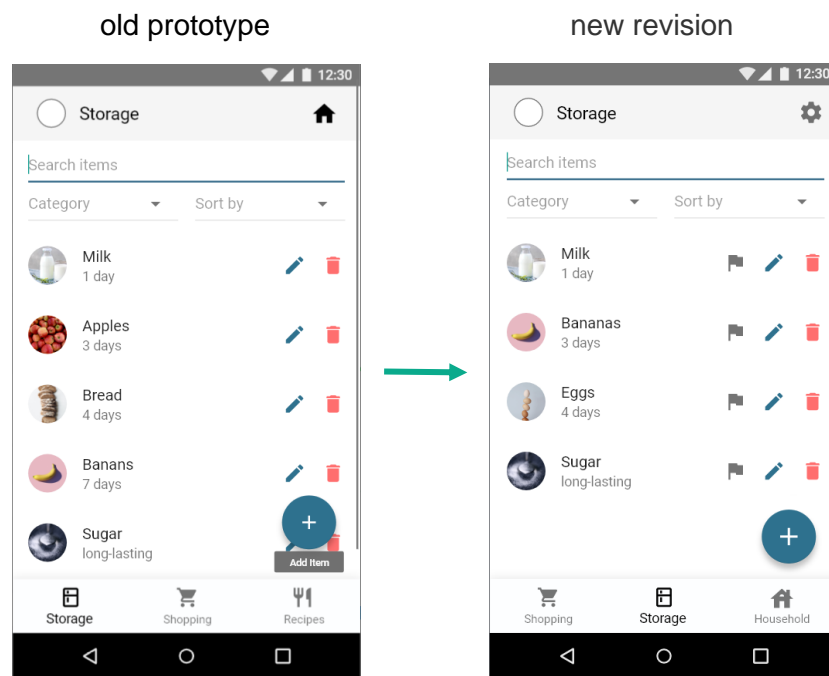 old prototype
12:30
Storage
Search items
Category Sort by
Milk
1 day
Apples
3 days
Bread
4 days
Banans
7 days
Sugar
long-lasting
Add Item
Storage Shopping Recipes
new revision
12:30
Storage
Search items
Category Sort by
Milk
1 day
Bananas
3 days
Eggs
4 days
Sugar
long-lasting
Shopping Storage Household